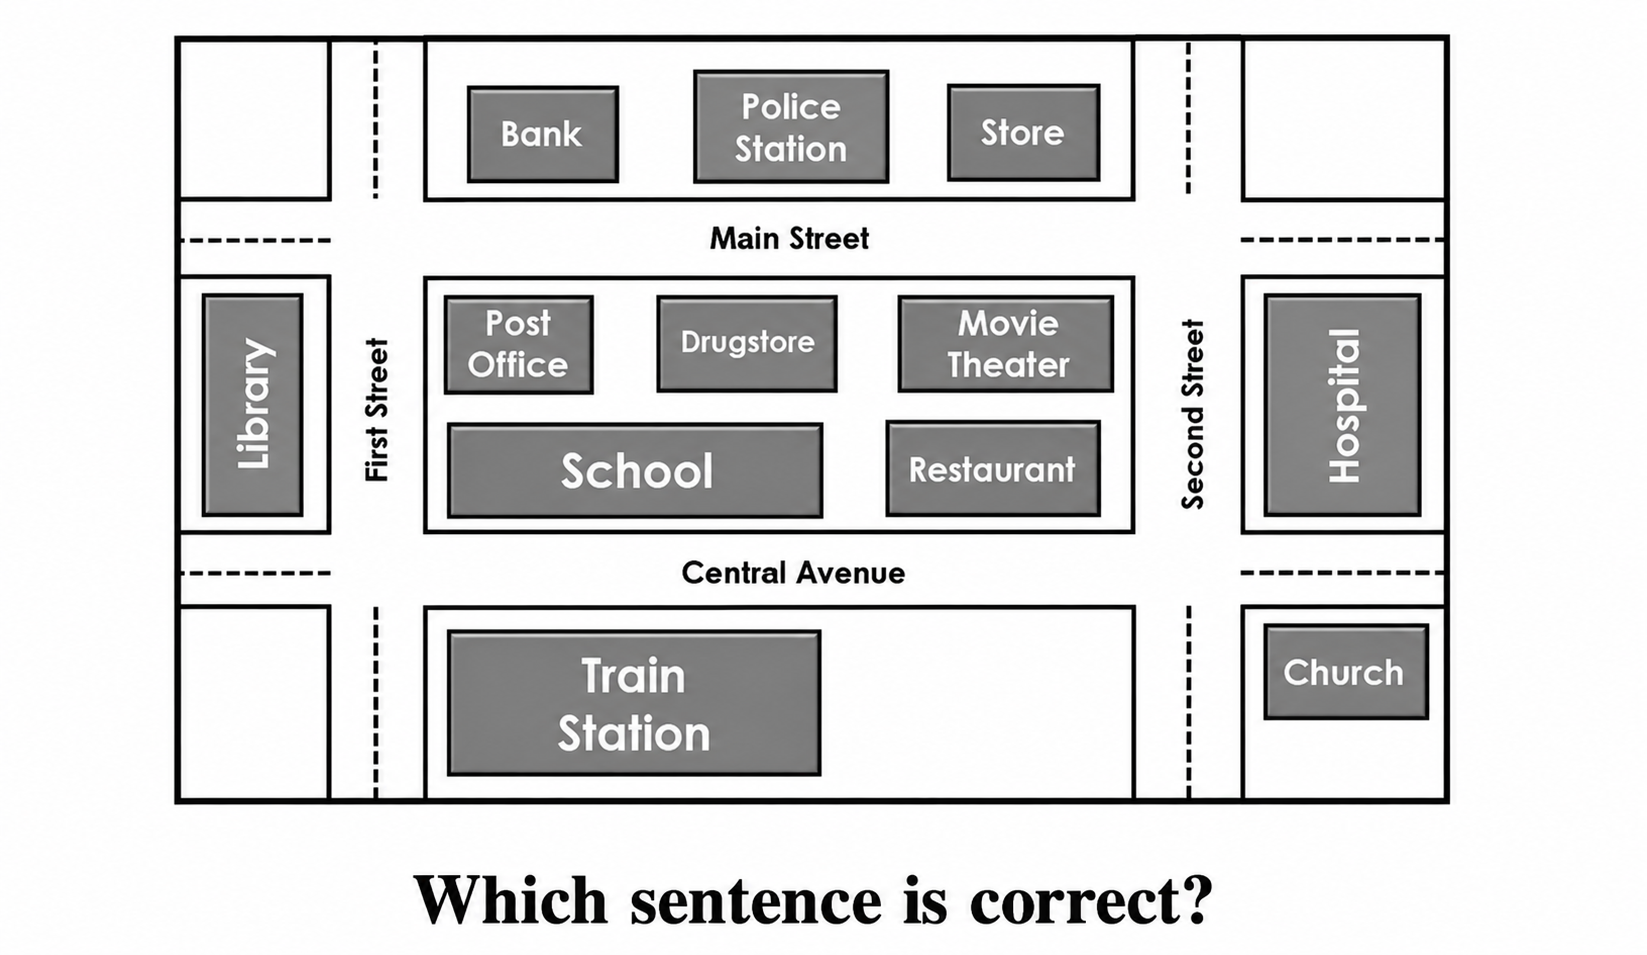 Bank
Police
Station
Store
Main Street
Library
First Street
Post
Office
Drugstore
Movie
Theater
School
Restaurant
Second Street
Hospital
Central Avenue
Train
Station
Church
Which sentence is correct?